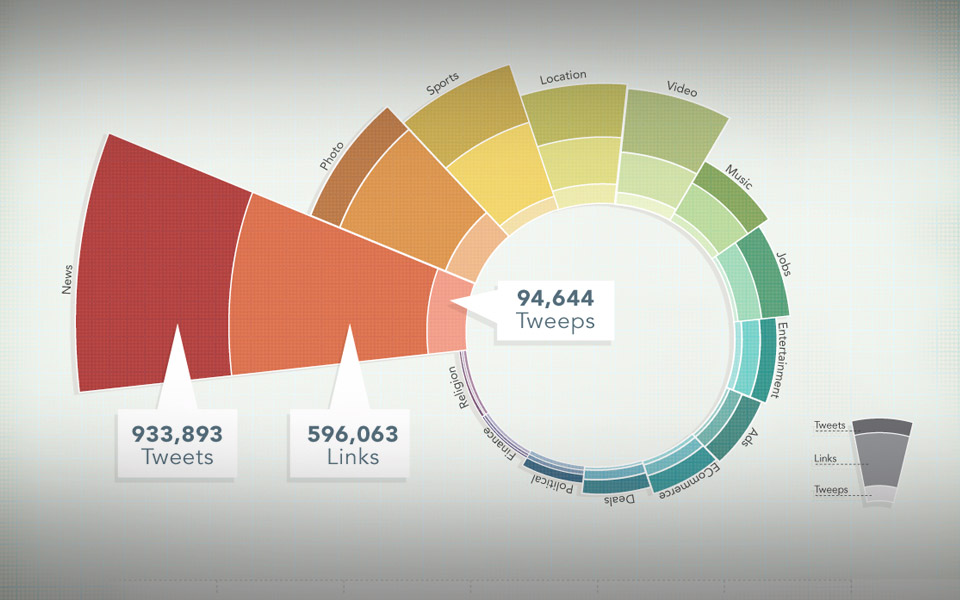 News
Photo
Sports
Location
Video
Music
Jobs
Entertainment
Ads
ECommerce
Deals
Political
Finance
Religion
94,644
Tweeps
933,893
Tweets
596,063
Links
Tweets
Links
Tweeps